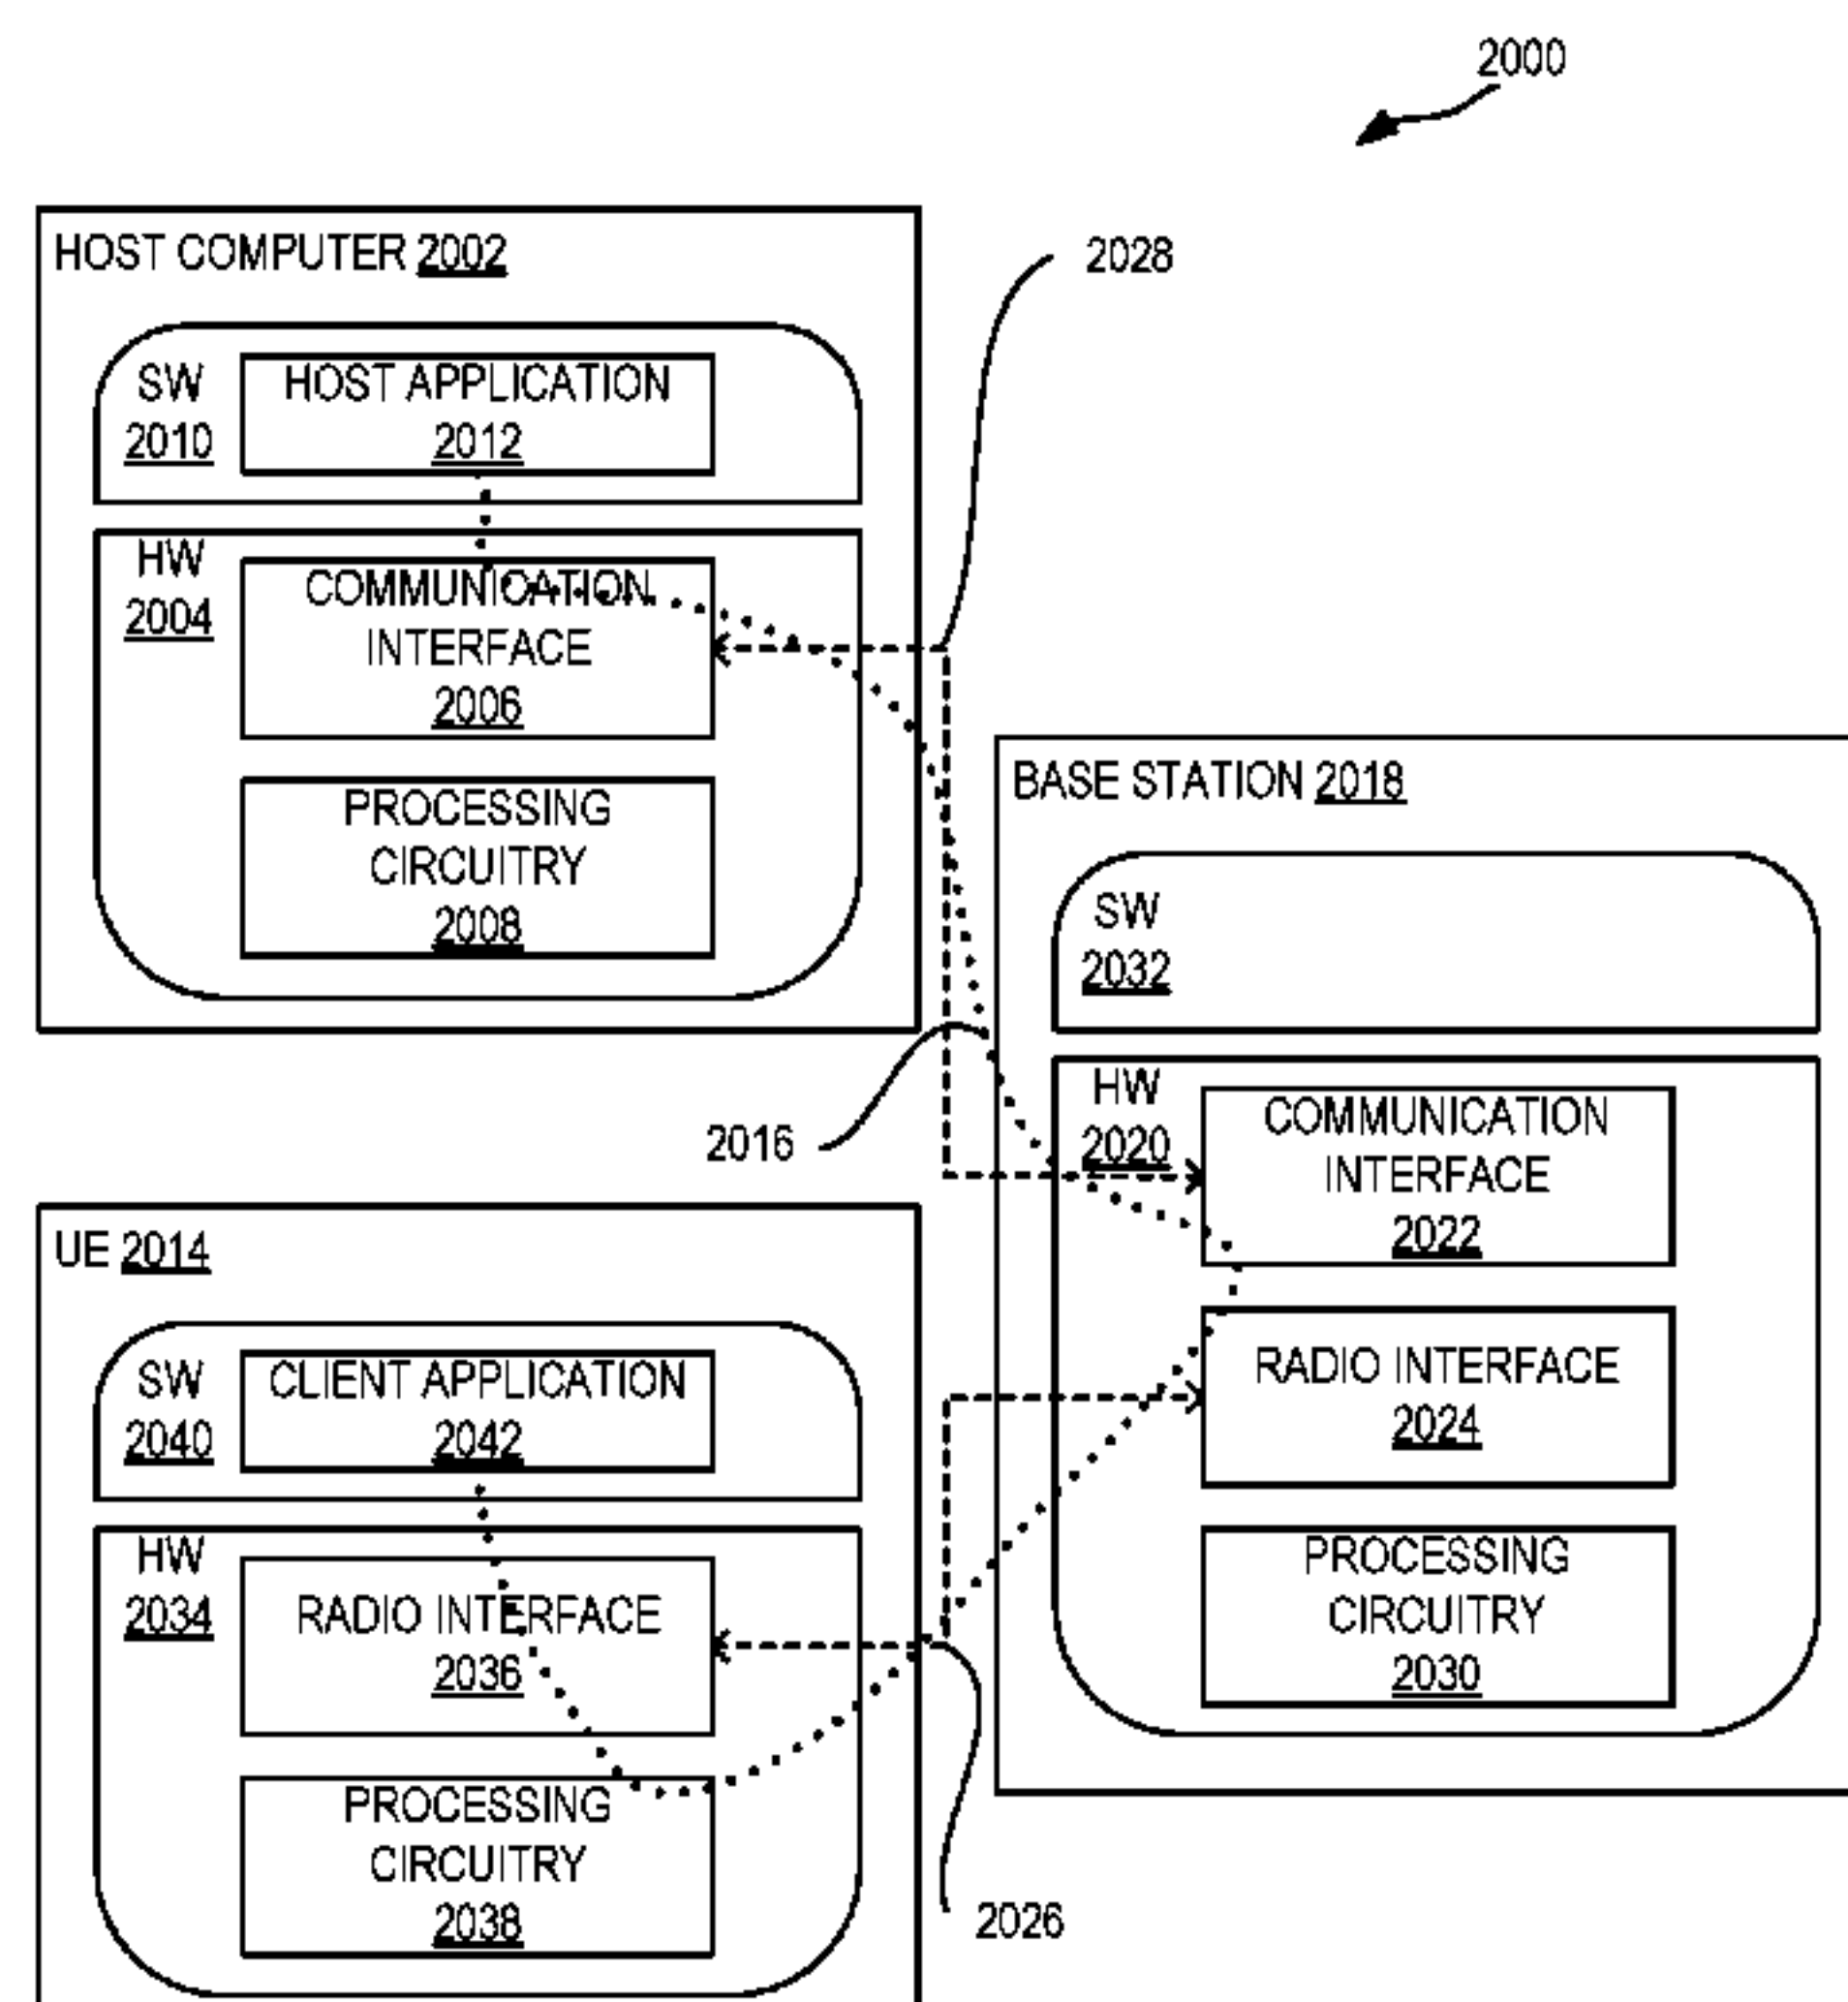 2000
HOST COMPUTER 2002
2028
SW
2010
HOST APPLICATION
2012
HW
2004
COMMUNICATION
INTERFACE
2006
PROCESSING
CIRCUITRY
2008
BASE STATION 2018
SW
2032
2016
HW
2020
COMMUNICATION
INTERFACE
2022
RADIO INTERFACE
2024
PROCESSING
CIRCUITRY
2030
UE 2014
SW
2040
CLIENT APPLICATION
2042
HW
2034
RADIO INTERFACE
2036
PROCESSING
CIRCUITRY
2038
2026